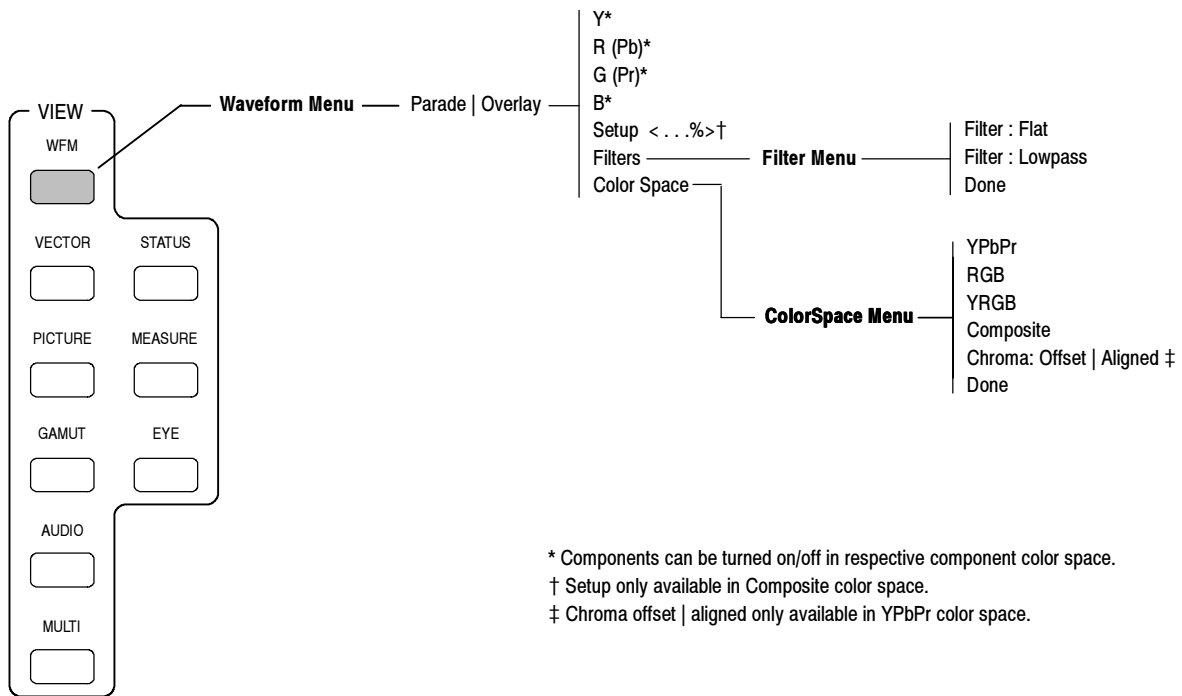 VIEW
WFM
VECTOR
STATUS
PICTURE
MEASURE
GAMUT
EYE
AUDIO
MULTI
Waveform Menu
Parade | Overlay
Y*
R (Pb)*
G (Pr)*
B*
Setup < . . .%>†
Filters
Color Space
Filter Menu
Filter : Flat
Filter : Lowpass
Done
ColorSpace Menu
YPbPr
RGB
YRGB
Composite
Chroma: Offset | Aligned ‡
Done
* Components can be turned on/off in respective component color space.
† Setup only available in Composite color space.
‡ Chroma offset | aligned only available in YPbPr color space.